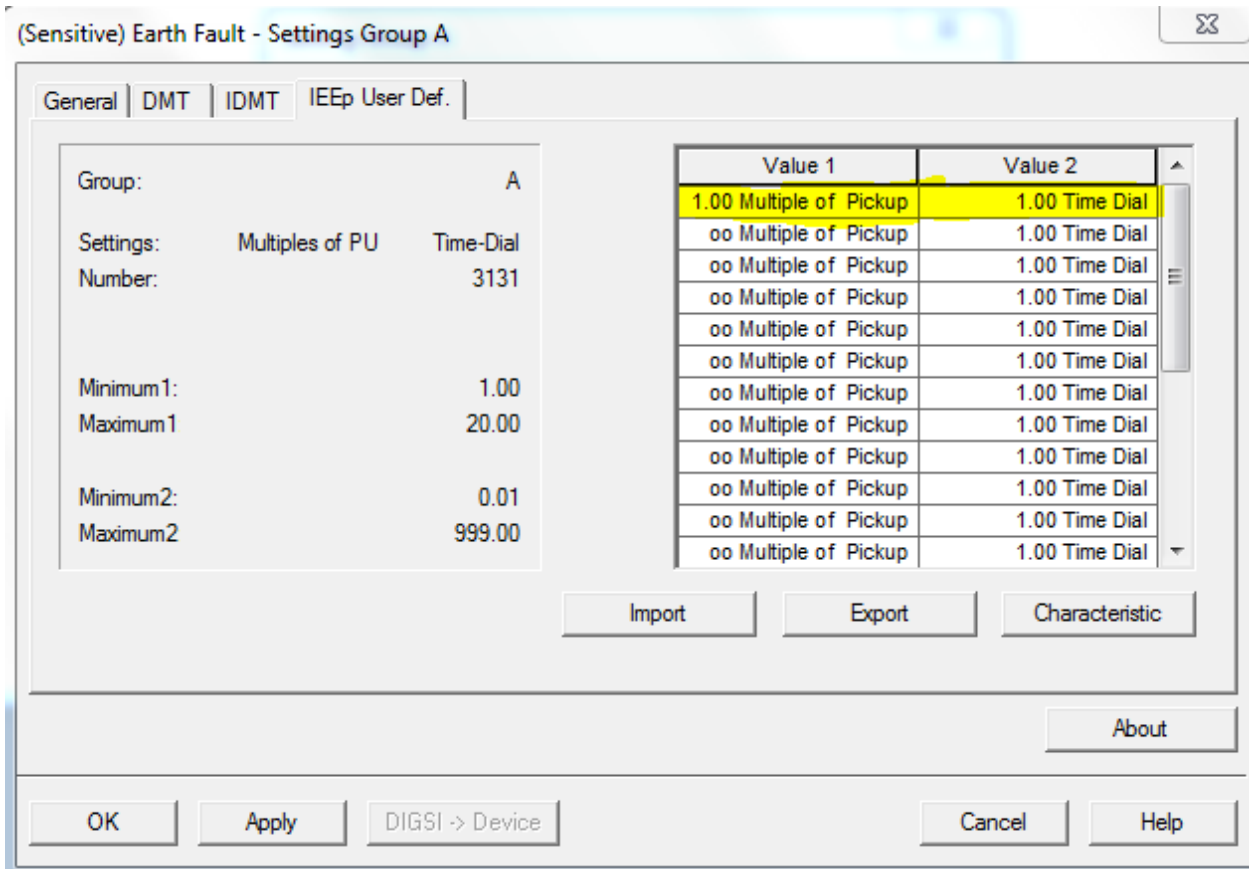 (Sensitive) Earth Fault - Settings Group A
General DMT IDMT IEEp User Def.
Group: A
Settings: Multiples of PU Time-Dial
Number: 3131
Minimum1: 1.00
Maximum1 20.00
Minimum2: 0.01
Maximum2 999.00
Value 1 Value 2
1.00 Multiple of Pickup 1.00 Time Dial
oo Multiple of Pickup 1.00 Time Dial
oo Multiple of Pickup 1.00 Time Dial
oo Multiple of Pickup 1.00 Time Dial
oo Multiple of Pickup 1.00 Time Dial
oo Multiple of Pickup 1.00 Time Dial
oo Multiple of Pickup 1.00 Time Dial
oo Multiple of Pickup 1.00 Time Dial
oo Multiple of Pickup 1.00 Time Dial
oo Multiple of Pickup 1.00 Time Dial
oo Multiple of Pickup 1.00 Time Dial
oo Multiple of Pickup 1.00 Time Dial
Import Export Characteristic
About
OK Apply DIGSI -> Device Cancel Help